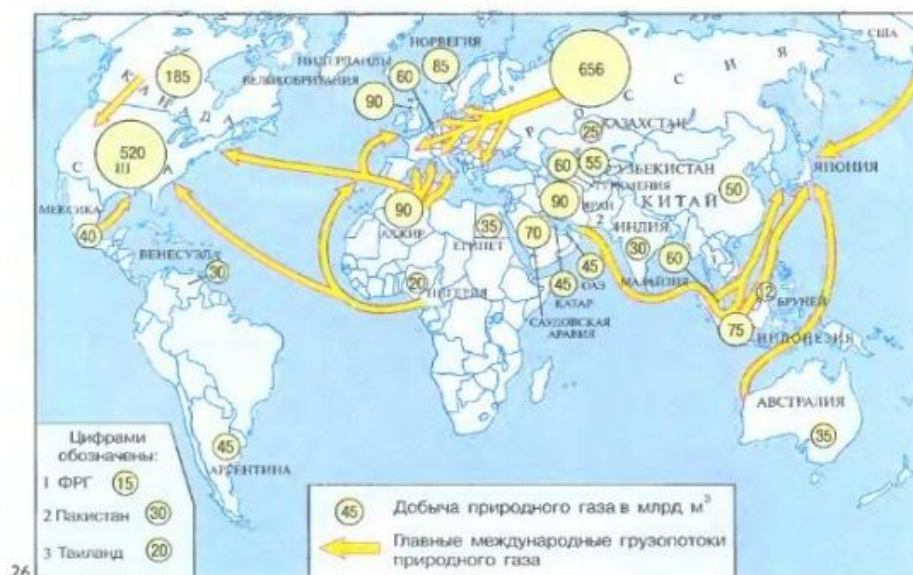 США
НОРВЕГИЯ
НИДЕРЛАНДЫ
85
ВЕЛИКОБРИТАНИЯ
60
656
185
КАНАДА
90
РОССИЯ
25
КАЗАХСТАН
520
США
60
55
УЗБЕКИСТАН
ЯПОНИЯ
ТУРКМЕНИЯ
КИТАЙ
50
90
ИРАН
2
МЕКСИКА
40
90
АЛЖИР
35
ЕГИПЕТ
70
ИНДИЯ
30
60
ВЕНЕСУЭЛА
30
20
НИГЕРИЯ
45
ОАЭ
45
КАТАР
МАЛАЙЗИЯ
12
БРУНЕЙ
САУДОВСКАЯ
АРАВИЯ
75
ИНДОНЕЗИЯ
АВСТРАЛИЯ
35
45
АРГЕНТИНА
Цифрами
обозначены:
1 ФРГ 15
2 Пакистан 30
3 Таиланд 20
45 Добыча природного газа в млрд м³
Главные международные грузопотоки
природного газа
26